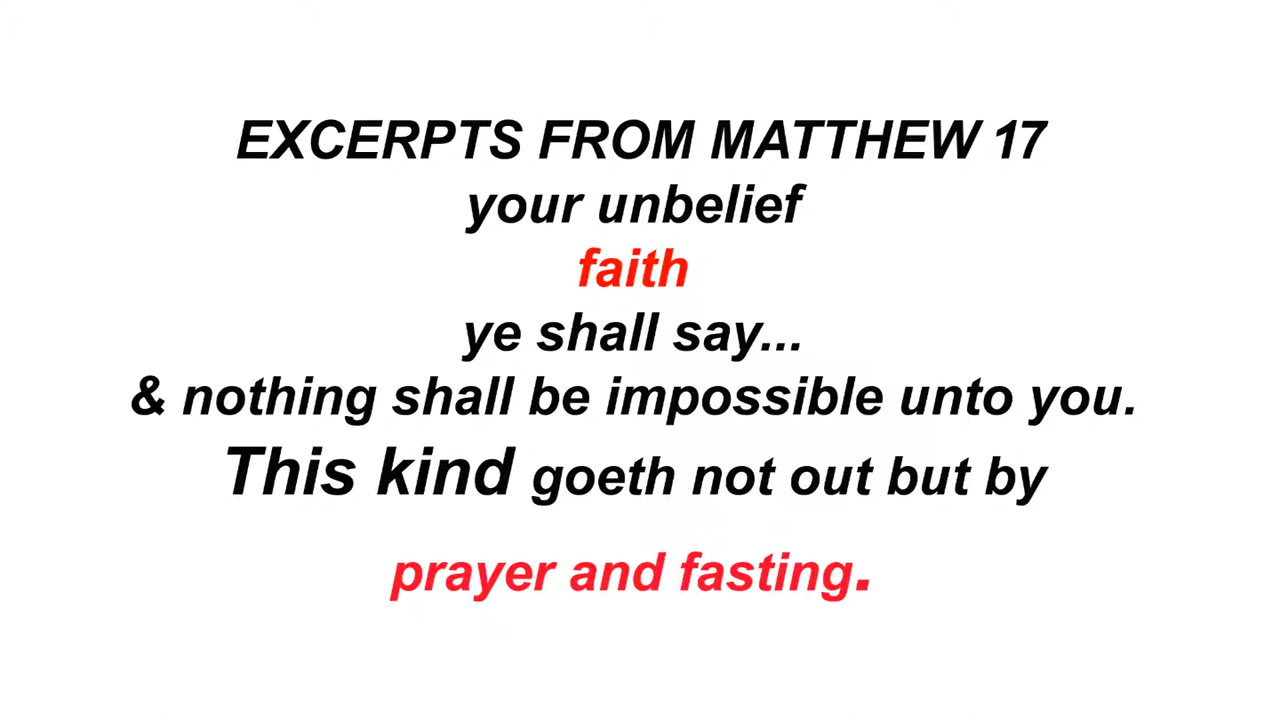 EXCERPTS FROM MATTHEW 17
your unbelief
faith
ye shall say...
& nothing shall be impossible unto you.
This kind goeth not out but by
prayer and fasting.